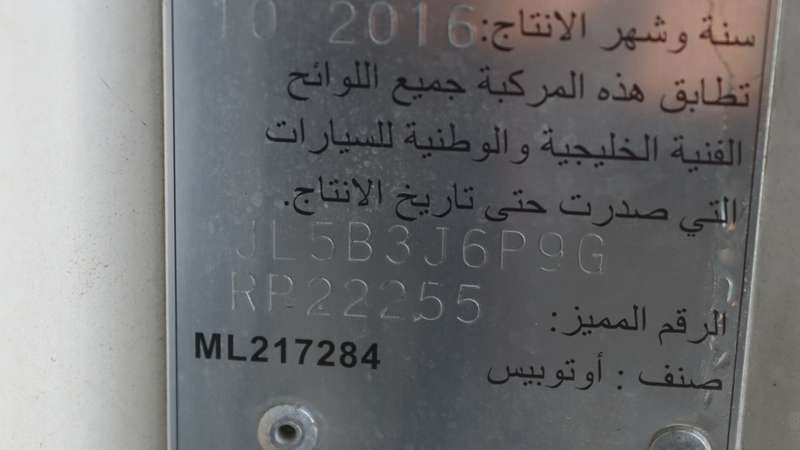 سنة وشهر الانتاج: 10 2016
تطابق هذه المركبة جميع اللوائح
الفنية الخليجية والوطنية للسيارات
التي صدرت حتى تاريخ الانتاج.
JL5B3J6P9G
RP22255
الرقم المميز:
ML217284
صنف : أوتوبيس